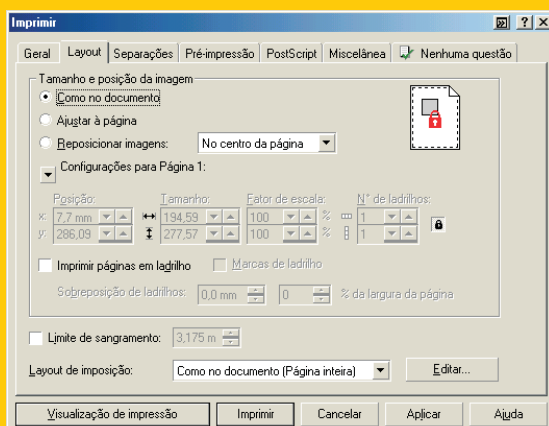 Imprimir
Geral Layout Separações Pré-impressão PostScript Miscelânea Nenhuma questão
Tamanho e posição da imagem
Como no documento
Ajustar à página
Reposicionar imagens: No centro da página
Configurações para Página 1:
Posição: Tamanho: Fator de escala: N° de ladrilhos:
x: 7,7 mm 194,59 100 % 1
y: 286,09 277,57 100 % 1
Imprimir páginas em ladrilho Marcas de ladrilho
Sobreposição de ladrilhos: 0,0 mm 0 % da largura da página
Limite de sangramento: 3,175 m
Layout de imposição: Como no documento (Página inteira) Editar...
Visualização de impressão Imprimir Cancelar Aplicar Ajuda